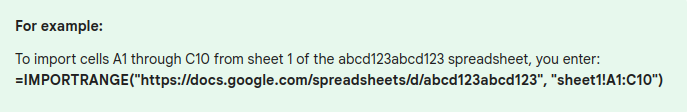 For example:
To import cells A1 through C10 from sheet 1 of the abcd123abcd123 spreadsheet, you enter:
=IMPORTRANGE("https://docs.google.com/spreadsheets/d/abcd123abcd123", "sheet1!A1:C10")